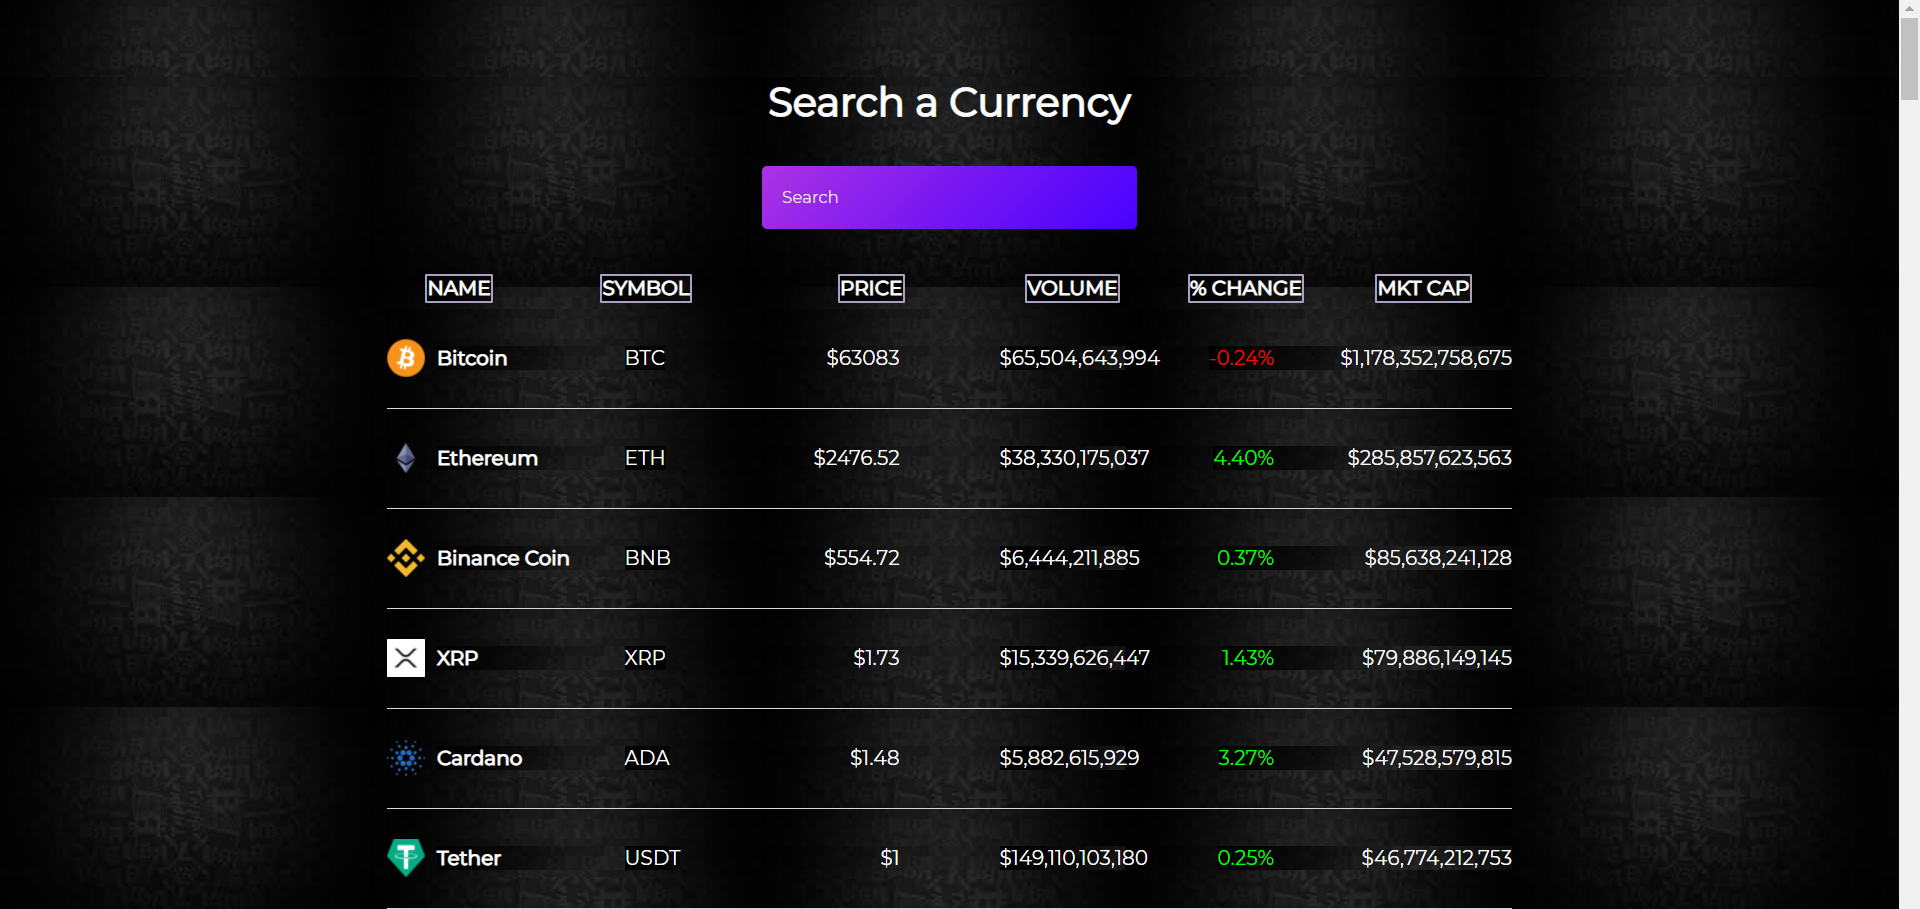 Search a Currency
Search
NAME SYMBOL PRICE VOLUME % CHANGE MKT CAP
Bitcoin BTC $63083 $65,504,643,994 -0.24% $1,178,352,758,675
Ethereum ETH $2476.52 $38,330,175,037 4.40% $285,857,623,563
Binance Coin BNB $554.72 $6,444,211,885 0.37% $85,638,241,128
XRP XRP $1.73 $15,339,626,447 1.43% $79,886,149,145
Cardano ADA $1.48 $5,882,615,929 3.27% $47,528,579,815
Tether USDT $1 $149,110,103,180 0.25% $46,774,212,753